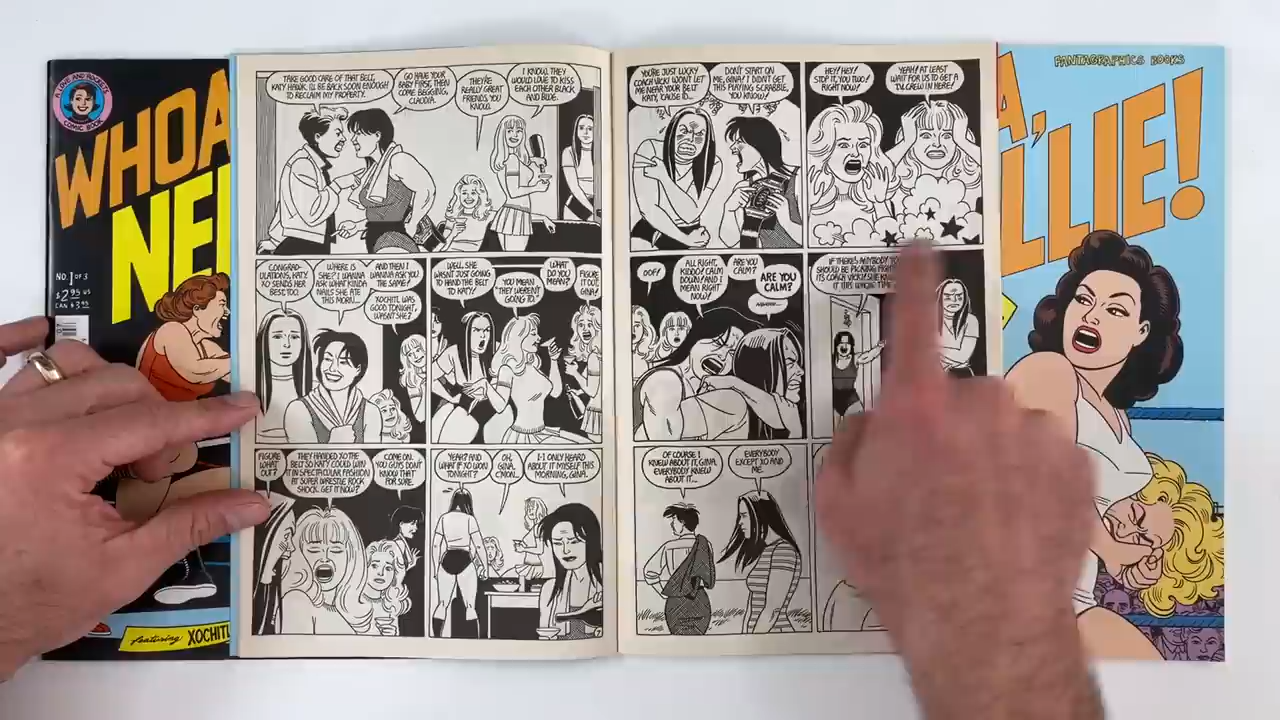 LOVE AND ROCKETS
COMIC BOOK
WHOA
NEL
NO. 1 OF 3
$2.95 US
CAN $3.95
featuring XOCHITL
TAKE GOOD CARE OF THAT BELT,
KATY HAWK. I'LL BE BACK SOON ENOUGH
TO RECLAIM MY PROPERTY.
GO HAVE YOUR
BABY FIRST, THEN
COME BEGGING,
CLAUDIA.
THEY'RE
REALLY GREAT
FRIENDS, YOU
KNOW.
I KNOW. THEY
WOULD LOVE TO KISS
EACH OTHER BLACK
AND BLUE.
CONGRAD-
ULATIONS, KATY.
XO SENDS HER
BEST, TOO.
WHERE IS
SHE? I WANNA
ASK WHAT KINDA
NAILS SHE ATE
THIS MORN...
AND THEN I
WANNA ASK YOU
THE SAME!
XOCHITL WAS
GOOD TONIGHT,
WASN'T SHE?
WELL, SHE
WASN'T JUST GOING
TO HAND THE BELT
TO KATY!
YOU MEAN
THEY WEREN'T
GOING TO?
WHAT
DO YOU
MEAN?
FIGURE
IT OUT,
GINA!
FIGURE
WHAT
OUT?
THEY HANDED XO THE
BELT SO KATY COULD WIN
IT IN SPECTACULAR FASHION
AT SUPER WRESTLE ROCK
SHOCK. GET IT NOW?
COME ON,
YOU GUYS DON'T
KNOW THAT
FOR SURE.
YEAH? AND
WHAT IF XO WON
TONIGHT?
OH,
GINA,
C'MON...
I-I ONLY HEARD
ABOUT IT MYSELF THIS
MORNING, GINA.
7
YOU'RE JUST LUCKY
COACH VICKI WON'T LET
ME NEAR YOUR BELT
KATY, 'CAUSE IS...
DON'T START ON
ME, GINA! I DIDN'T GET
THIS PLAYING SCRABBLE,
YOU KNOW!
HEY! HEY!
STOP IT, YOU TWO!
RIGHT NOW!
YEAH! AT LEAST
WAIT FOR US TO GET A
T.V. CREW IN HERE!
OOF!
ALL RIGHT,
KIDDO! CALM
DOWN! AND I
MEAN RIGHT
NOW!
ARE YOU
CALM?
ARE YOU
CALM?
IF THERE'S ANYBODY
SHOULD BE PICKING
OF COURSE I
KNEW ABOUT IT, GINA.
EVERYBODY
KNEW
ABOUT IT...
EVERYBODY
EXCEPT XO AND
ME.
FANTAGRAPHICS BOOKS
A,
LLIE!